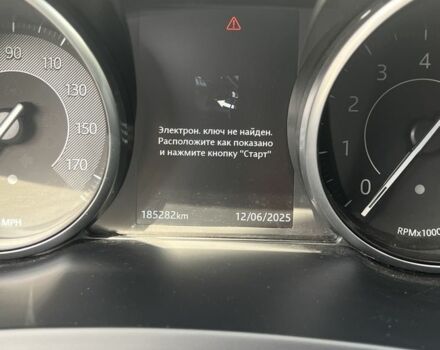 90
110
130
150
170
MPH
Электрон. ключ не найден.
Расположите как показано
и нажмите кнопку "Старт"
185282km 12/06/2025
4
3
2
1
0
RPMx1000